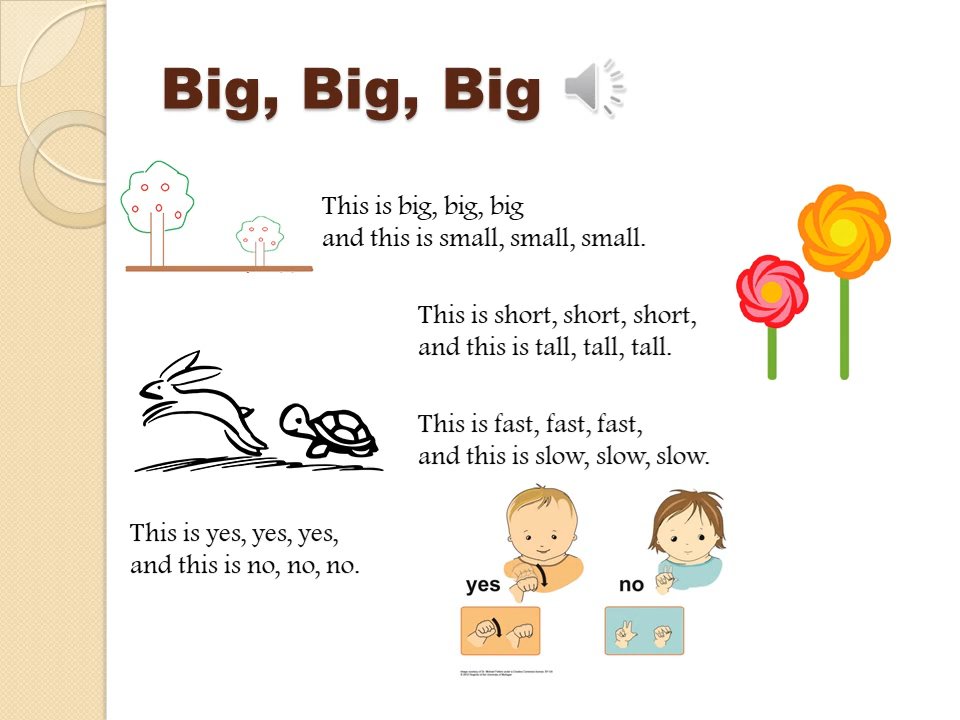 Big, Big, Big
This is big, big, big
and this is small, small, small.
This is short, short, short,
and this is tall, tall, tall.
This is fast, fast, fast,
and this is slow, slow, slow.
This is yes, yes, yes,
and this is no, no, no.
yes
no